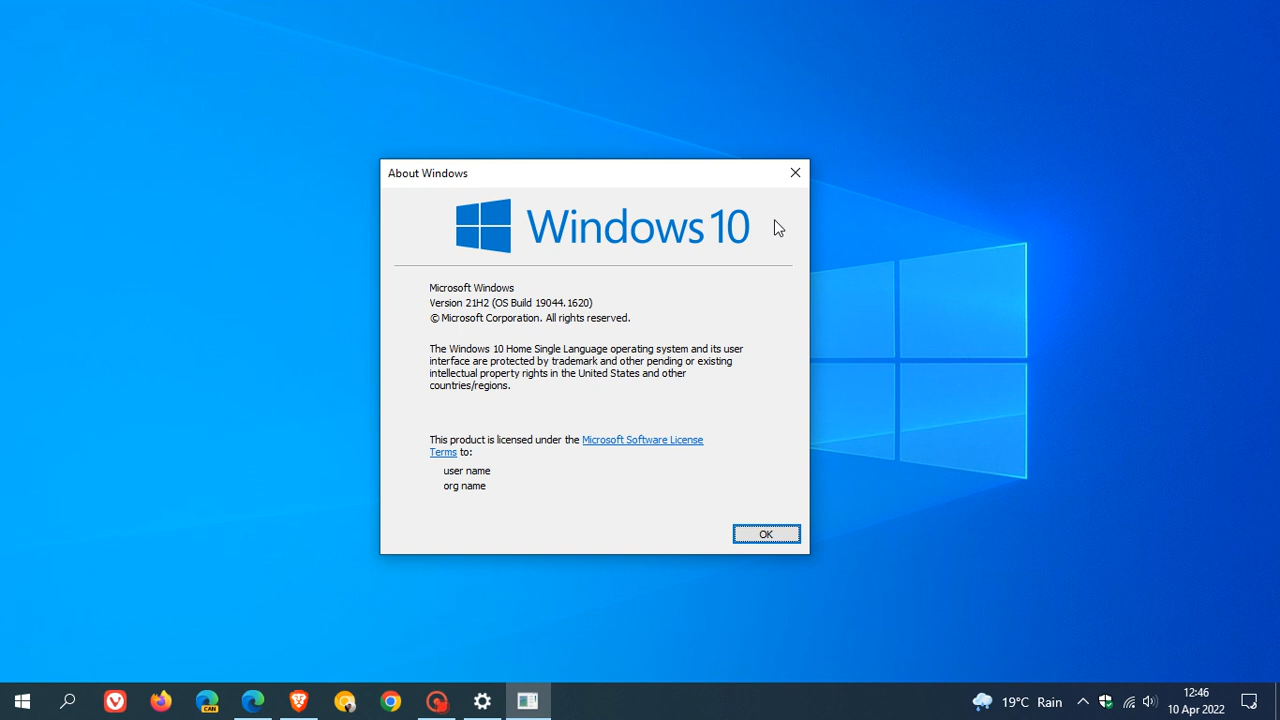 About Windows
Windows 10
Microsoft Windows
Version 21H2 (OS Build 19044.1620)
© Microsoft Corporation. All rights reserved.
The Windows 10 Home Single Language operating system and its user
interface are protected by trademark and other pending or existing
intellectual property rights in the United States and other
countries/regions.
This product is licensed under the Microsoft Software License
Terms to:
user name
org name
OK
CAN
19°C Rain
12:46
10 Apr 2022